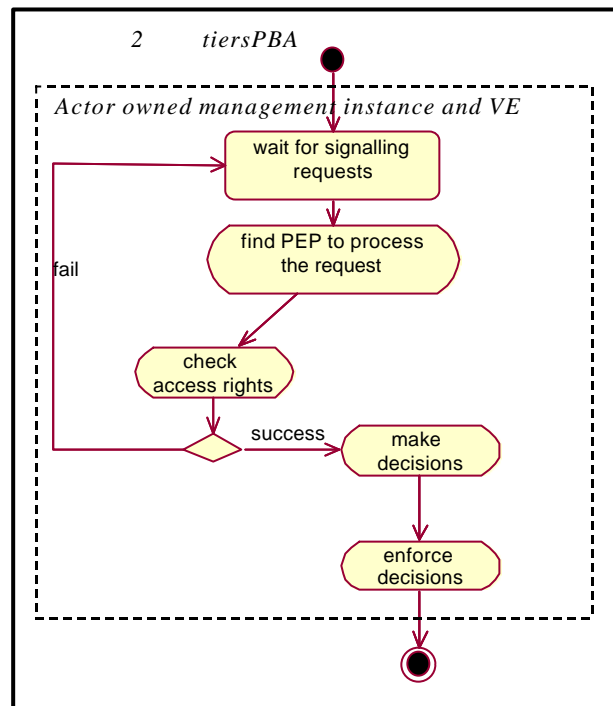 2 tiersPBA
Actor owned management instance and VE
wait for signalling
requests
find PEP to process
the request
fail
check
access rights
success
make
decisions
enforce
decisions